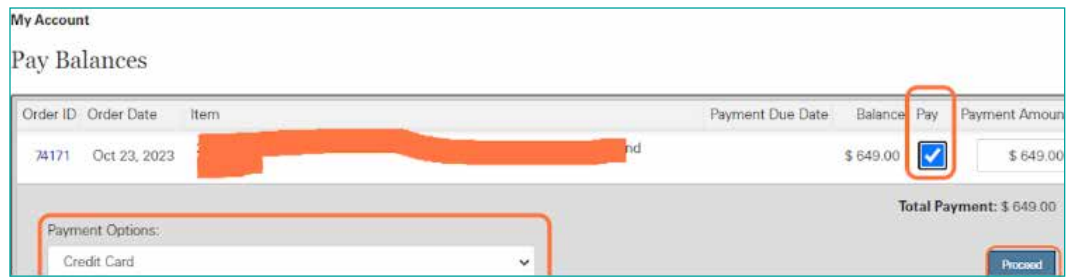 My Account
Pay Balances
Order ID Order Date Item Payment Due Date Balance Pay Payment Amoun
74171 Oct 23, 2023 nd $ 649.00 $ 649.00
Total Payment: $ 649.00
Payment Options:
Credit Card
Proceed